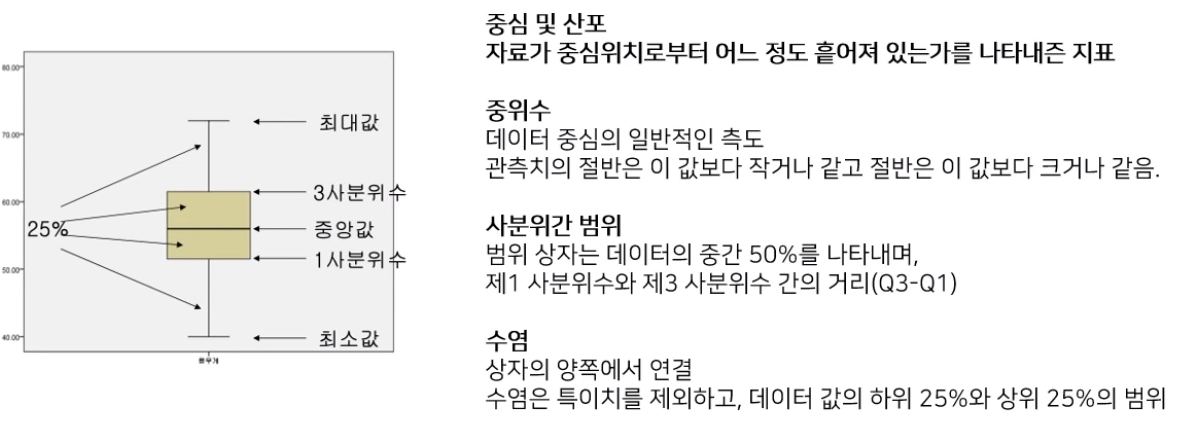 80.00
70.00
60.00
50.00
40.00
25%
최대값
3사분위수
중앙값
1사분위수
최소값
몸무게
중심 및 산포
자료가 중심위치로부터 어느 정도 흩어져 있는가를 나타내즌 지표
중위수
데이터 중심의 일반적인 측도
관측치의 절반은 이 값보다 작거나 같고 절반은 이 값보다 크거나 같음.
사분위간 범위
범위 상자는 데이터의 중간 50%를 나타내며,
제1 사분위수와 제3 사분위수 간의 거리(Q3-Q1)
수염
상자의 양쪽에서 연결
수염은 특이치를 제외하고, 데이터 값의 하위 25%와 상위 25%의 범위